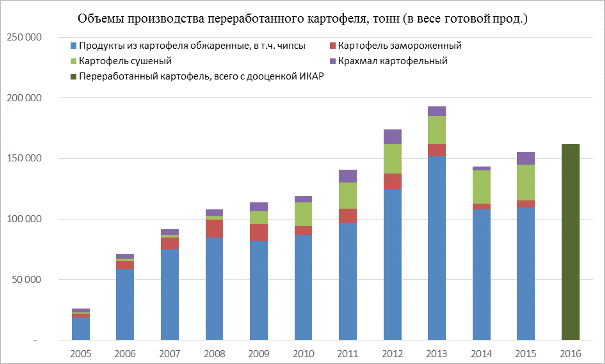 Объемы производства переработанного картофеля, тонн (в весе готовой прод.)
250 000
Продукты из картофеля обжаренные, в т.ч. чипсы
Картофель замороженный
Картофель сушеный
Крахмал картофельный
Переработанный картофель, всего с дооценкой ИКАР
200 000
150 000
100 000
50 000
-
2005 2006 2007 2008 2009 2010 2011 2012 2013 2014 2015 2016